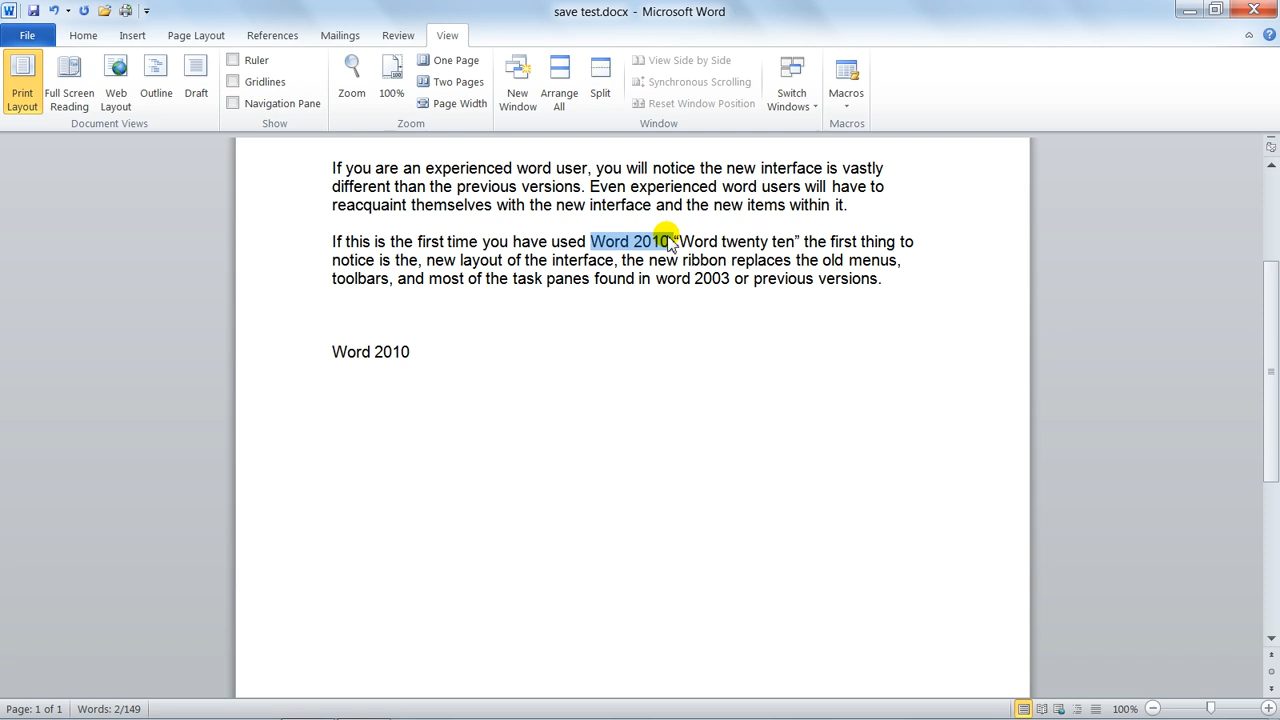 save test.docx - Microsoft Word
File Home Insert Page Layout References Mailings Review View
Print Layout
Full Screen Reading
Web Layout
Outline
Draft
Document Views
Ruler
Gridlines
Navigation Pane
Show
Zoom
100%
One Page
Two Pages
Page Width
Zoom
New Window
Arrange All
Split
View Side by Side
Synchronous Scrolling
Reset Window Position
Window
Switch Windows
Macros
Macros
If you are an experienced word user, you will notice the new interface is vastly
different than the previous versions. Even experienced word users will have to
reacquaint themselves with the new interface and the new items within it.
If this is the first time you have used Word 2010 “Word twenty ten” the first thing to
notice is the, new layout of the interface, the new ribbon replaces the old menus,
toolbars, and most of the task panes found in word 2003 or previous versions.
Word 2010
Page: 1 of 1 Words: 2/149 100%